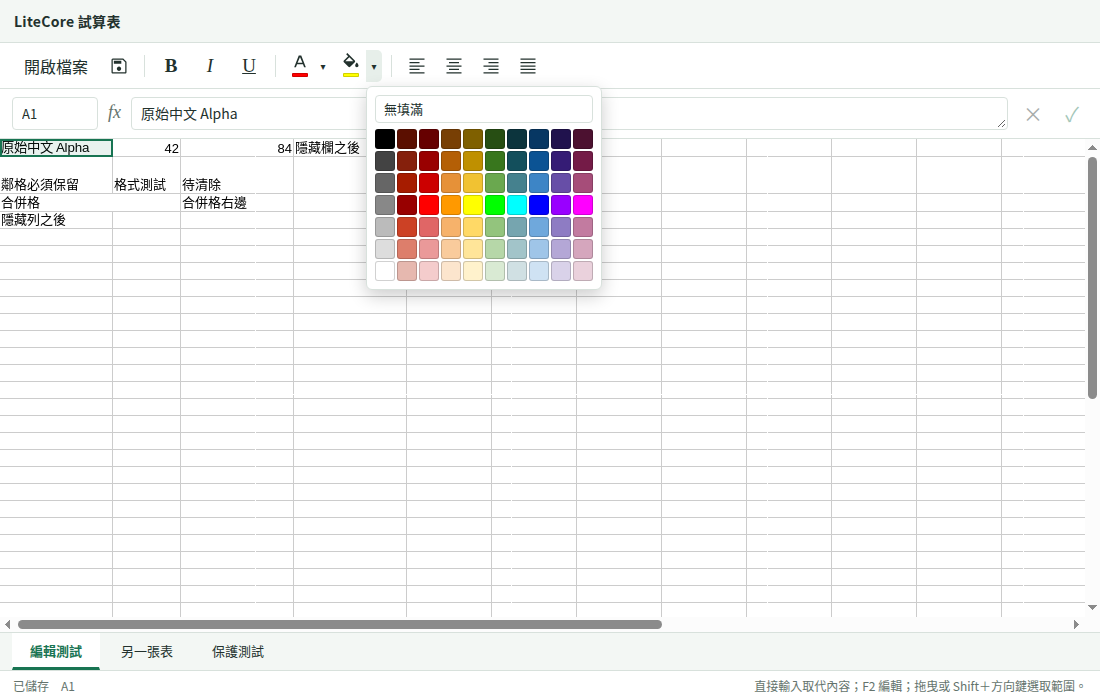 LiteCore 試算表
開啟檔案 B I U A
A1 fx 原始中文 Alpha
無填滿
原始中文 Alpha 42 84 隱藏欄之後
鄰格必須保留 格式測試 待清除
合併格 合併格右邊
隱藏列之後
編輯測試 另一張表 保護測試
已儲存 A1 直接輸入取代內容；F2 編輯；拖曳或 Shift＋方向鍵選取範圍。